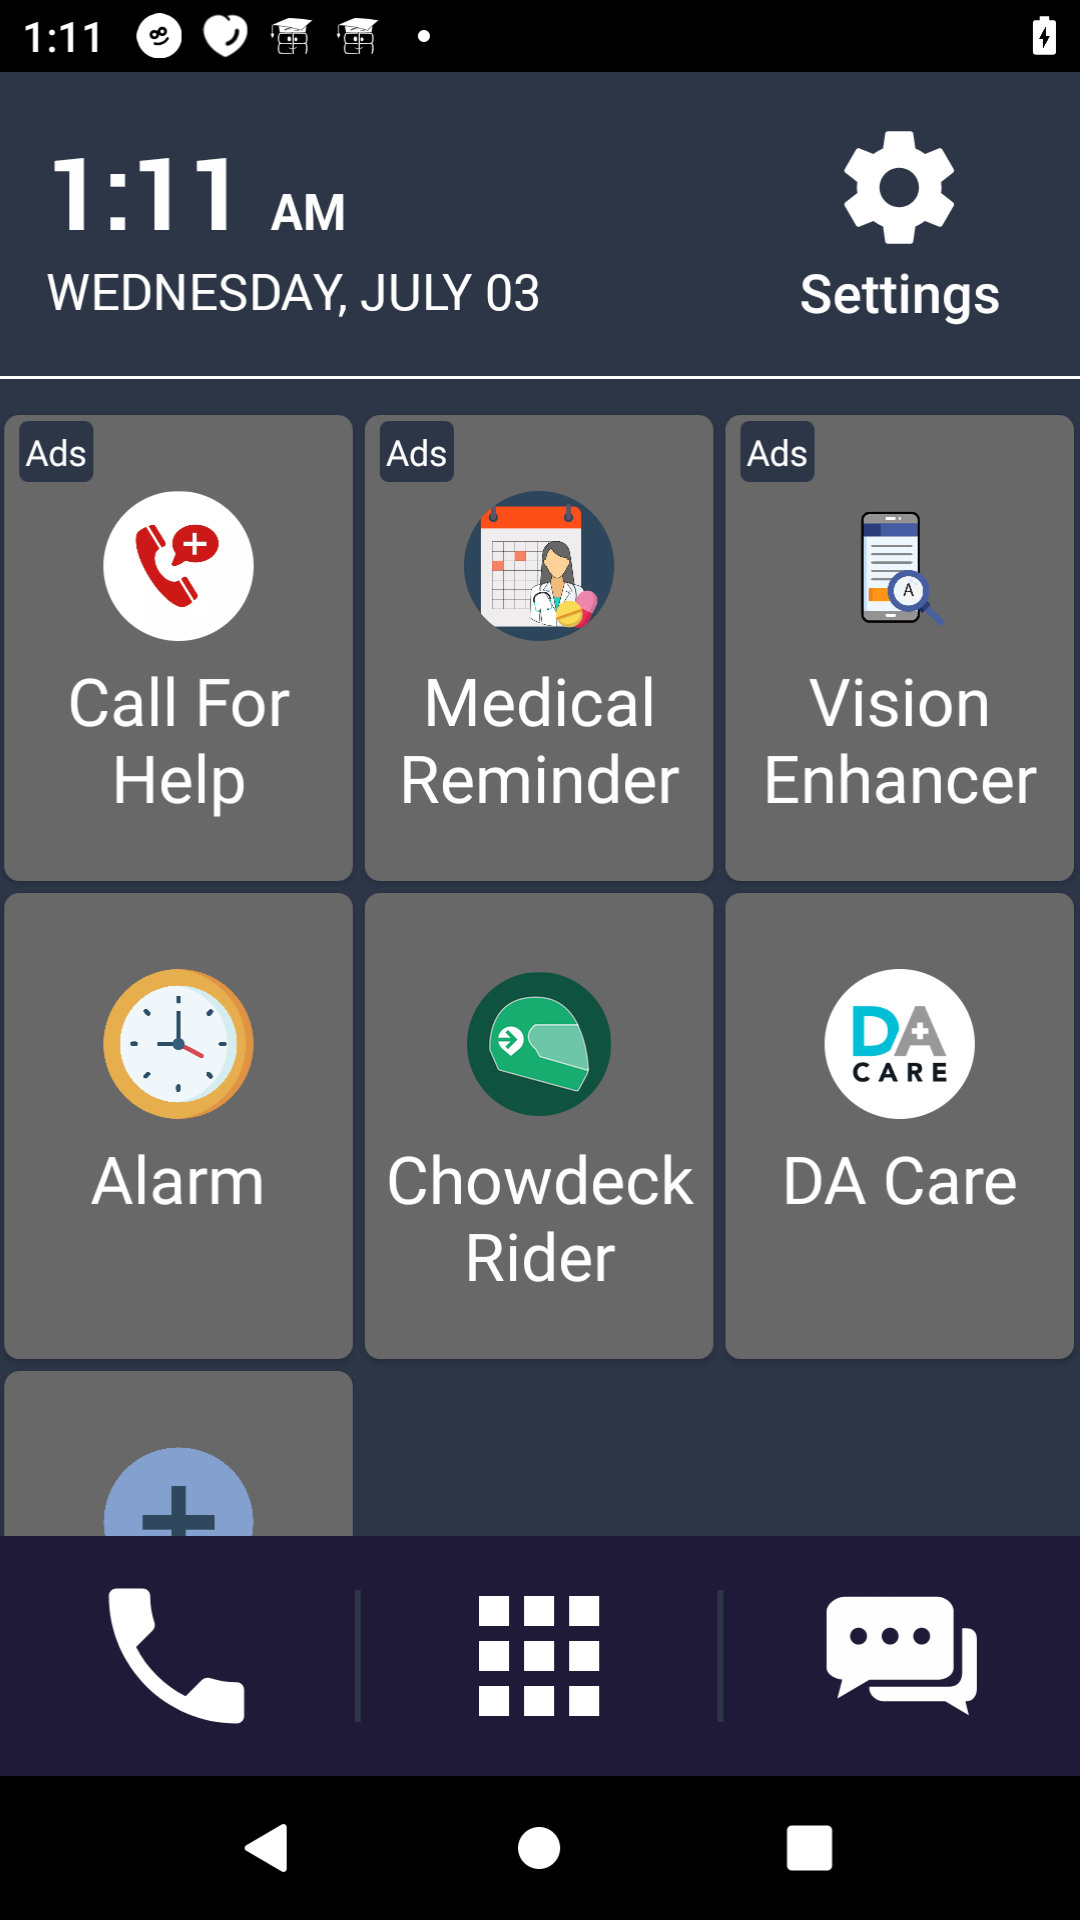 1:11
1:11 AM
WEDNESDAY, JULY 03
Settings
Ads
Call For
Help
Ads
Medical
Reminder
Ads
A
Vision
Enhancer
Alarm
Chowdeck
Rider
DA
CARE
DA Care